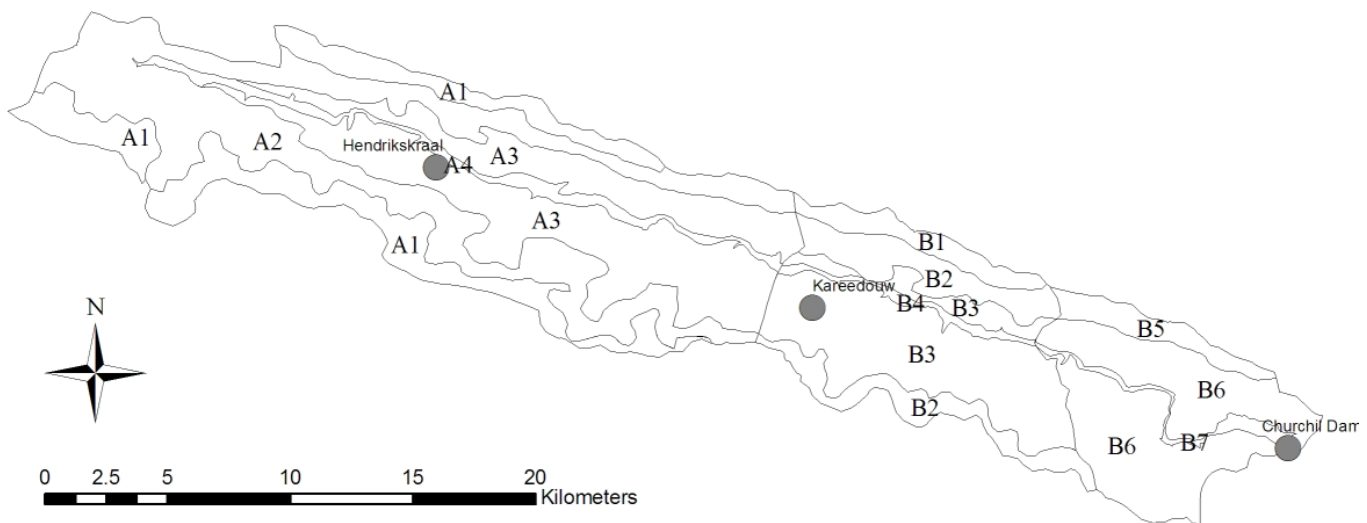 A1
A1
A2
Hendrikskraal
A4
A3
A3
A1
B1
B2
Kareedouw
B4
B3
B3
B2
B5
B6
Churchil Dam
B6
B7
N
0 2.5 5 10 15 20
Kilometers